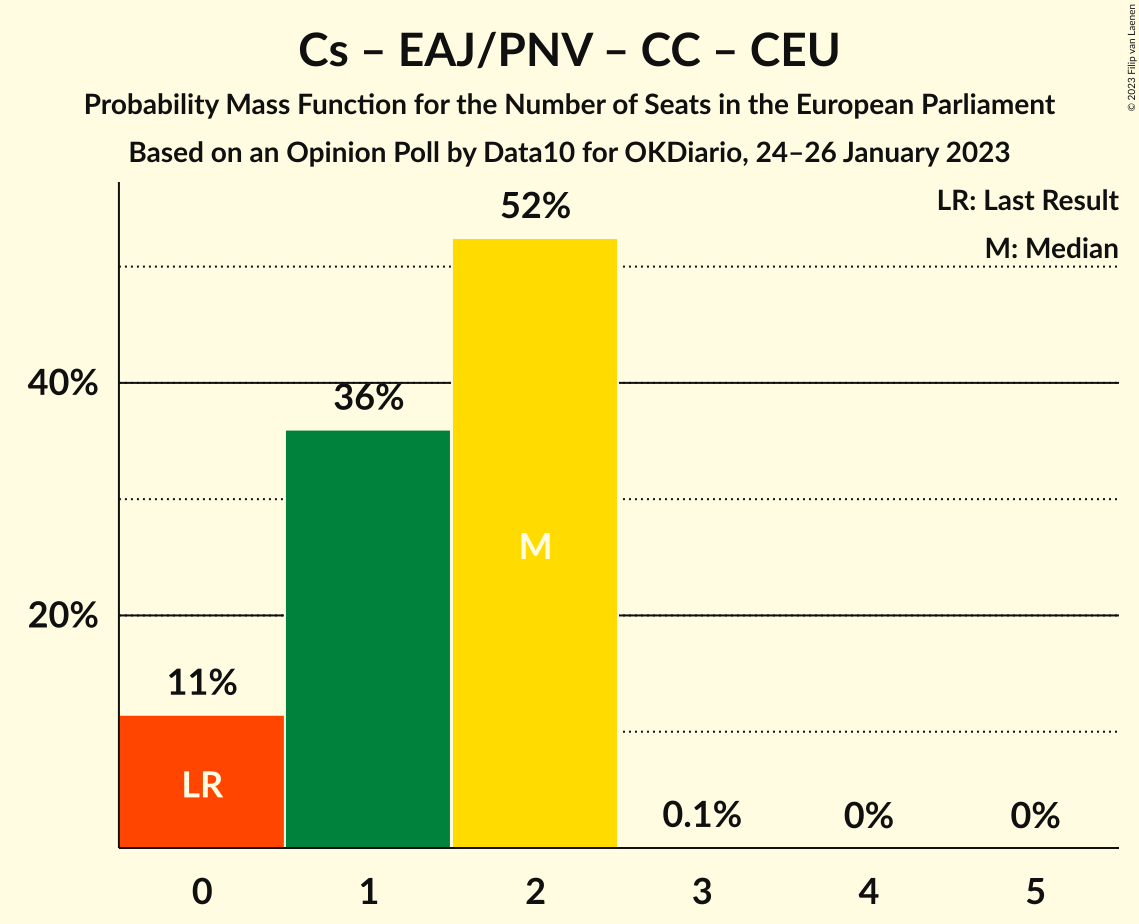 Cs – EAJ/PNV – CC – CEU
Probability Mass Function for the Number of Seats in the European Parliament
Based on an Opinion Poll by Data10 for OKDiario, 24–26 January 2023
© 2023 Filip van Laenen
LR: Last Result
M: Median
52%
40%
36%
M
20%
11%
LR
0.1%
0%
0%
0
1
2
3
4
5